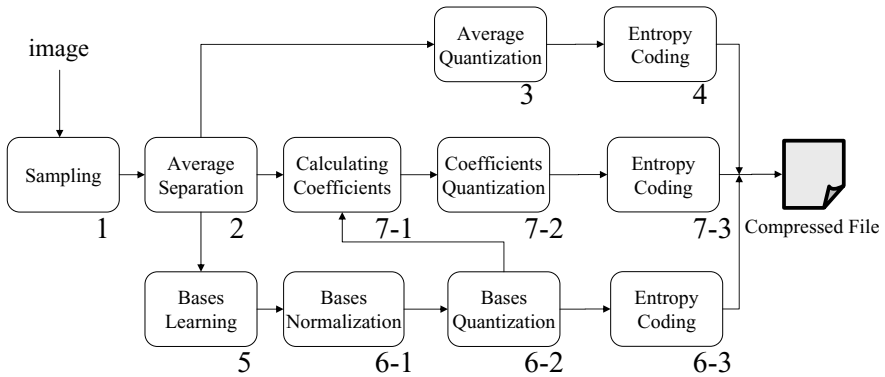 image
Sampling
1
Average
Separation
2
Average
Quantization
3
Entropy
Coding
4
Calculating
Coefficients
7-1
Coefficients
Quantization
7-2
Entropy
Coding
7-3
Compressed File
Bases
Learning
5
Bases
Normalization
6-1
Bases
Quantization
6-2
Entropy
Coding
6-3